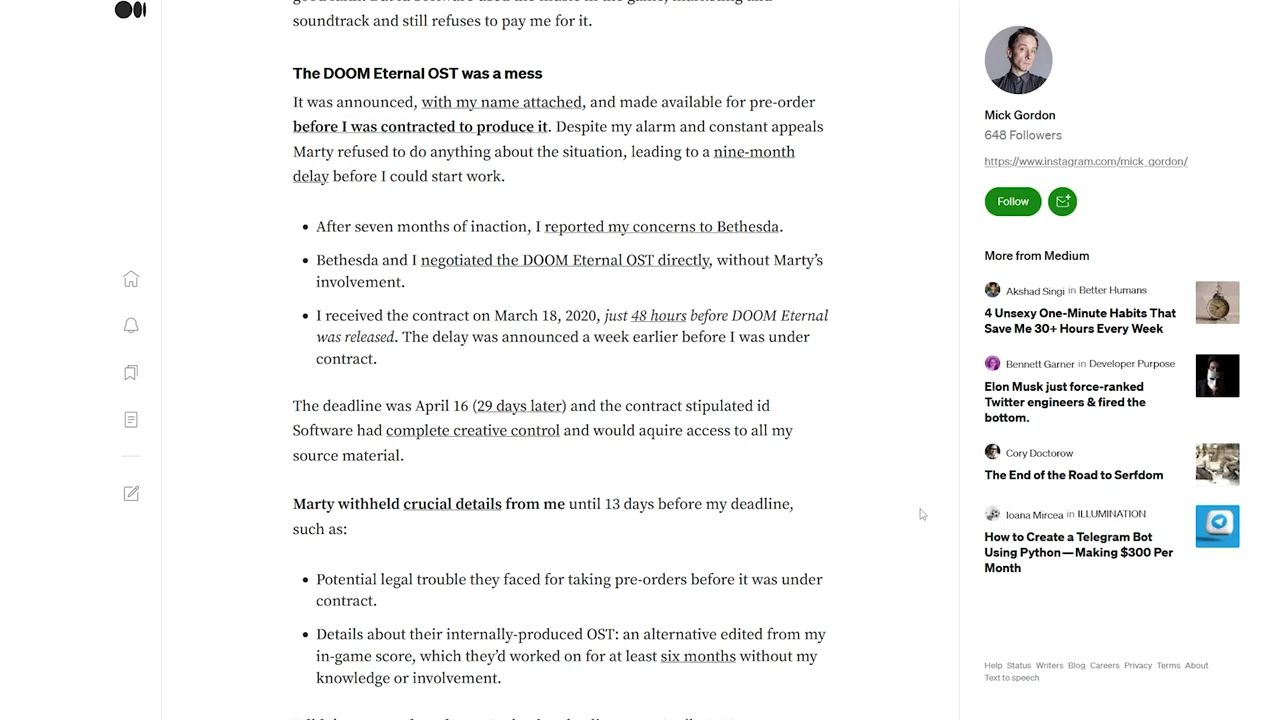 soundtrack and still refuses to pay me for it.
The DOOM Eternal OST was a mess
It was announced, with my name attached, and made available for pre-order
before I was contracted to produce it. Despite my alarm and constant appeals
Marty refused to do anything about the situation, leading to a nine-month
delay before I could start work.
• After seven months of inaction, I reported my concerns to Bethesda.
• Bethesda and I negotiated the DOOM Eternal OST directly, without Marty's
involvement.
• I received the contract on March 18, 2020, just 48 hours before DOOM Eternal
was released. The delay was announced a week earlier before I was under
contract.
The deadline was April 16 (29 days later) and the contract stipulated id
Software had complete creative control and would aquire access to all my
source material.
Marty withheld crucial details from me until 13 days before my deadline,
such as:
• Potential legal trouble they faced for taking pre-orders before it was under
contract.
• Details about their internally-produced OST: an alternative edited from my
in-game score, which they'd worked on for at least six months without my
knowledge or involvement.
Mick Gordon
648 Followers
https://www.instagram.com/mick_gordon/
Follow
More from Medium
Akshad Singi in Better Humans
4 Unsexy One-Minute Habits That
Save Me 30+ Hours Every Week
Bennett Garner in Developer Purpose
Elon Musk just force-ranked
Twitter engineers & fired the
bottom.
Cory Doctorow
The End of the Road to Serfdom
Ioana Mircea in ILLUMINATION
How to Create a Telegram Bot
Using Python — Making $300 Per
Month
Help Status Writers Blog Careers Privacy Terms About
Text to speech